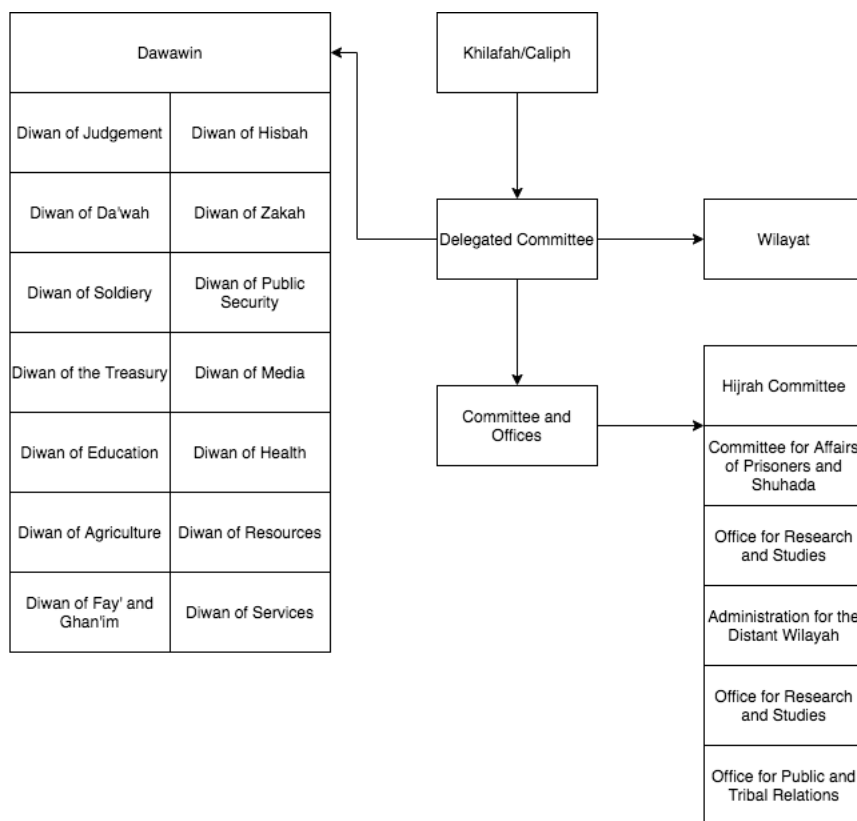 Dawawin
Diwan of Judgement
Diwan of Hisbah
Diwan of Da'wah
Diwan of Zakah
Diwan of Soldiery
Diwan of Public
Security
Diwan of the Treasury
Diwan of Media
Diwan of Education
Diwan of Health
Diwan of Agriculture
Diwan of Resources
Diwan of Fay' and
Ghan'im
Diwan of Services
Khilafah/Caliph
Delegated Committee
Wilayat
Committee and
Offices
Hijrah Committee
Committee for Affairs
of Prisoners and
Shuhada
Office for Research
and Studies
Administration for the
Distant Wilayah
Office for Research
and Studies
Office for Public and
Tribal Relations